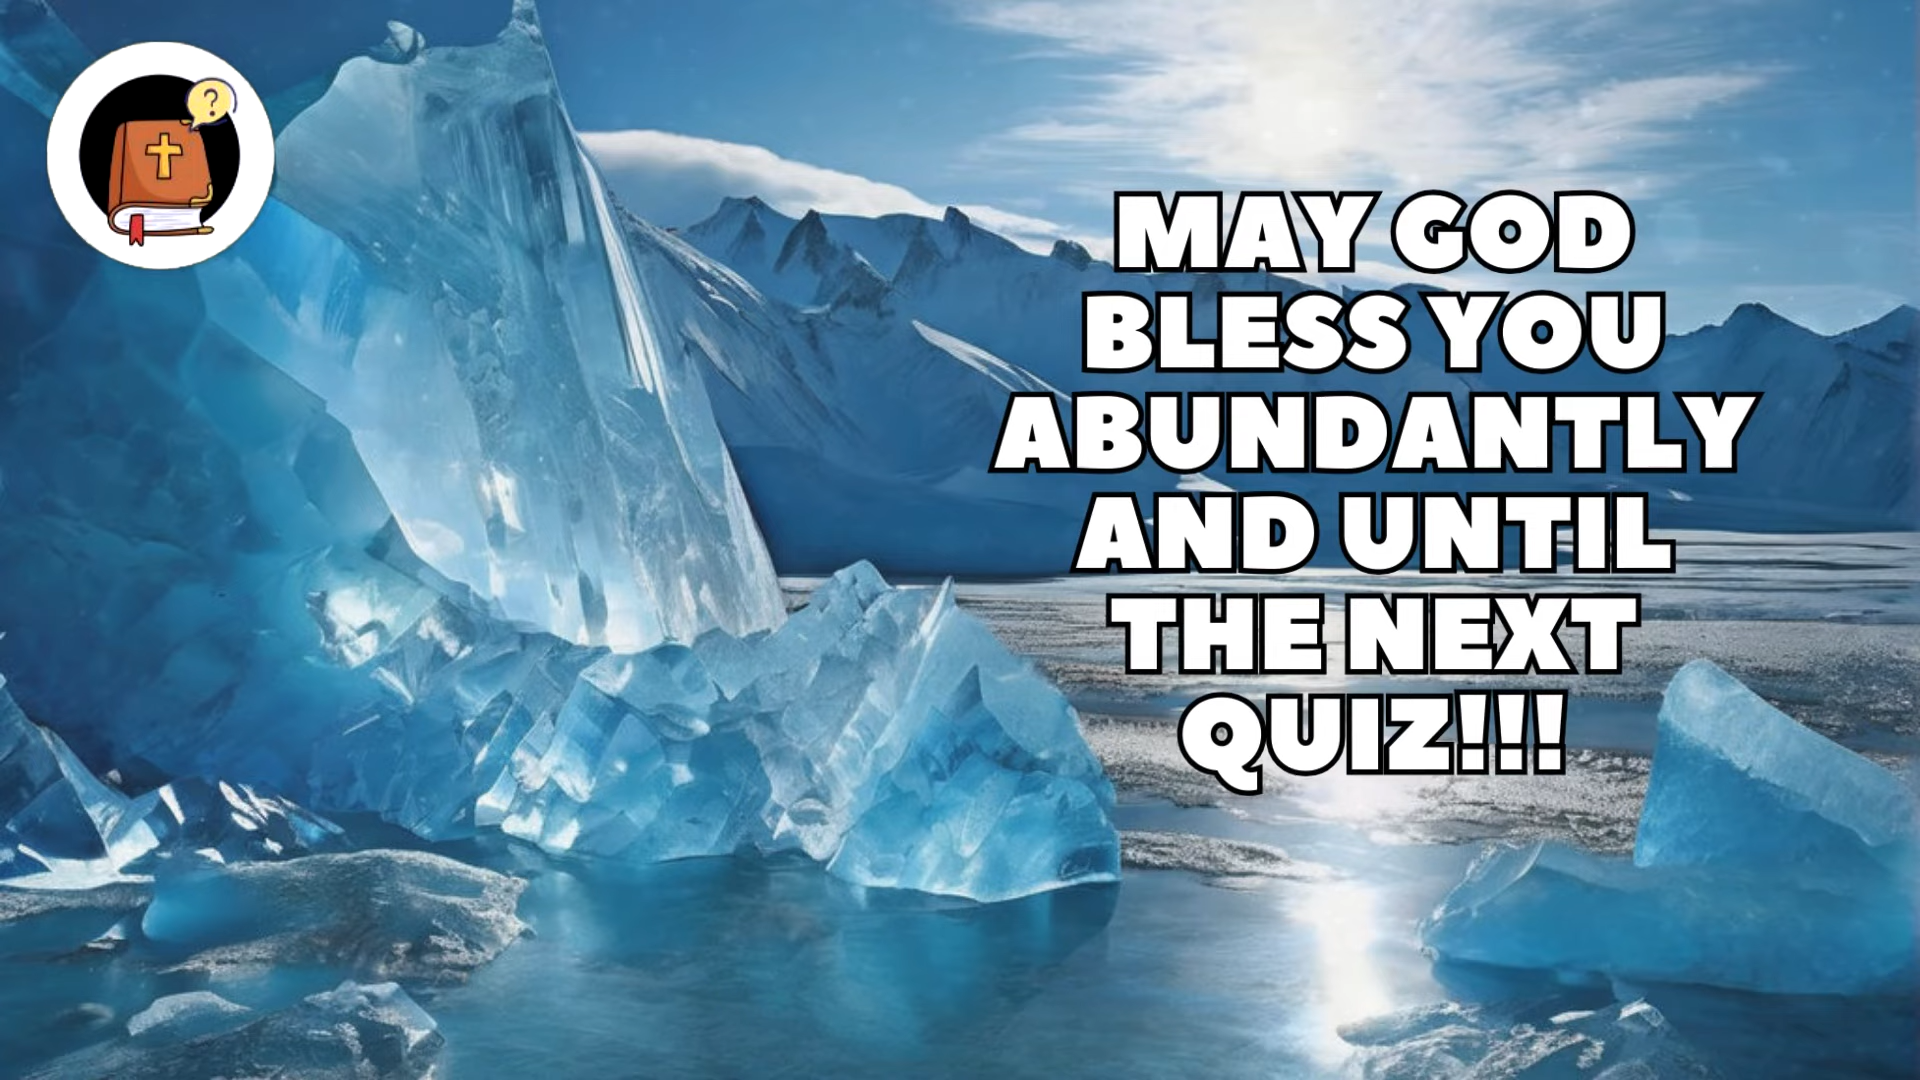 ?
MAY GOD
BLESS YOU
ABUNDANTLY
AND UNTIL
THE NEXT
QUIZ!!!